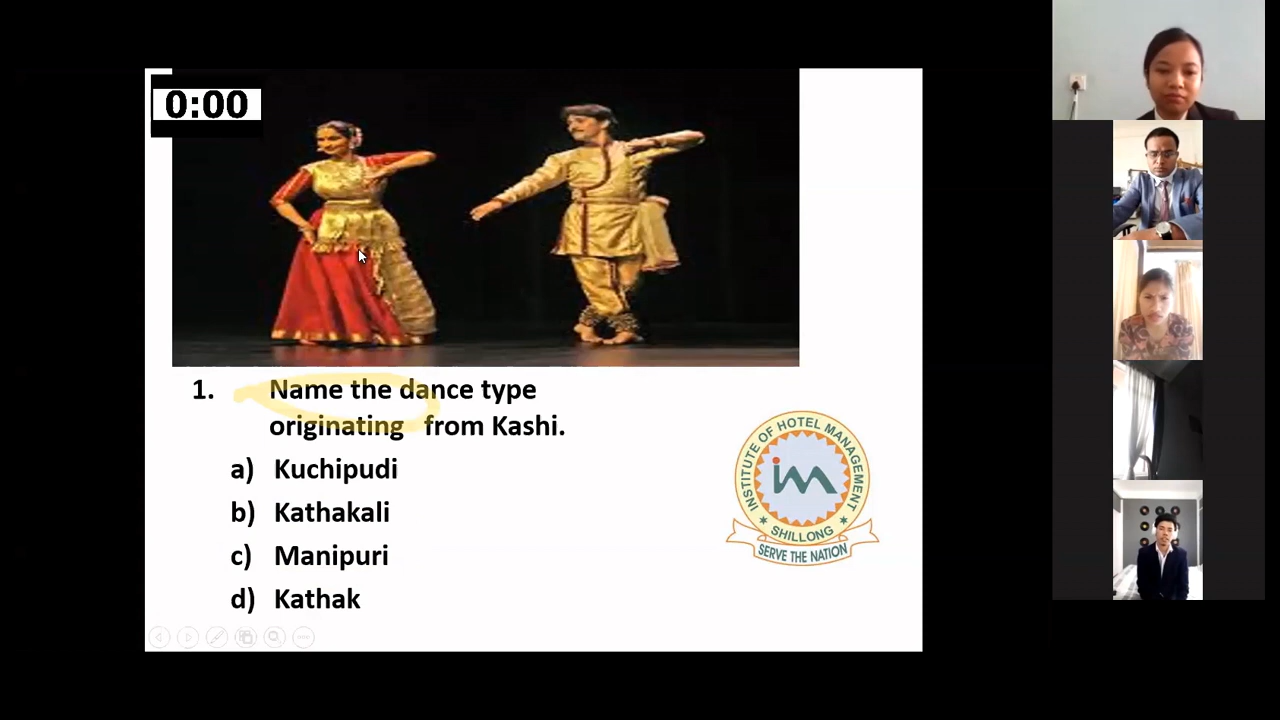 0:00
1. Name the dance type
originating from Kashi.
a) Kuchipudi
b) Kathakali
c) Manipuri
d) Kathak
INSTITUTE OF HOTEL MANAGEMENT
im
★ SHILLONG ★
SERVE THE NATION